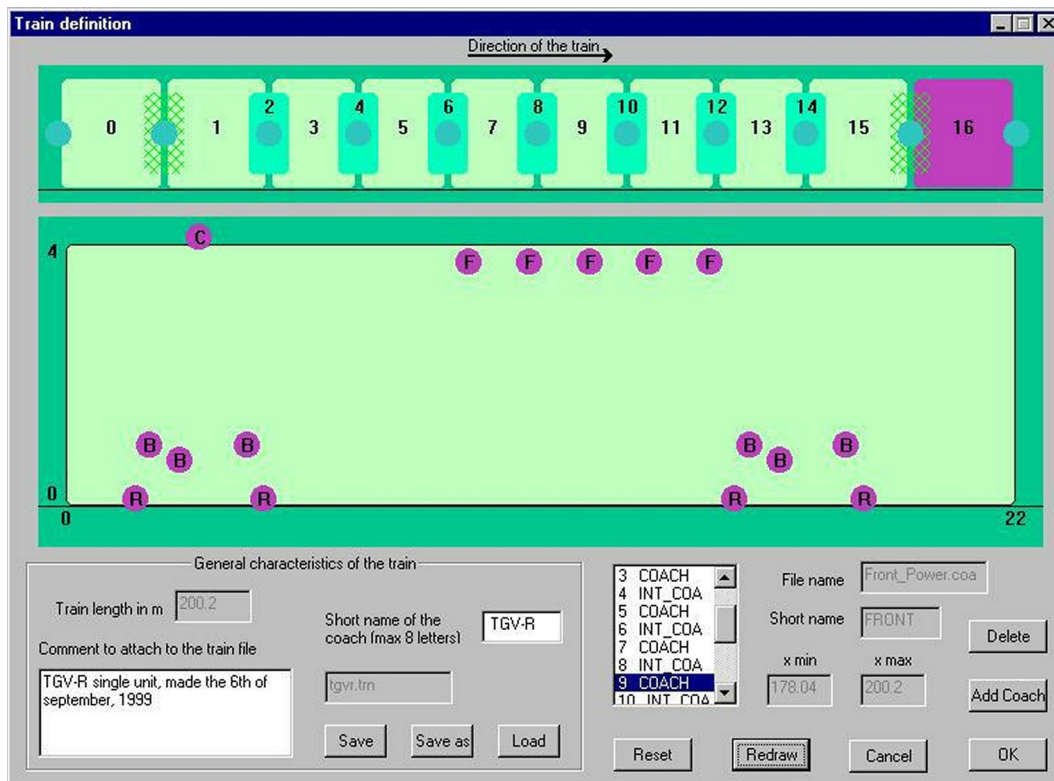 Train definition
Direction of the train
0 1 2 3 4 5 6 7 8 9 10 11 12 13 14 15 16
C
4
F F F F F
B B B B B B
R R R R
0
0 22
General characteristics of the train
Train length in m 200.2
Comment to attach to the train file
TGV-R single unit, made the 6th of
september, 1999
Short name of the
coach (max 8 letters) TGV-R
tgvr.trn
Save Save as Load
3 COACH
4 INT_COA
5 COACH
6 INT_COA
7 COACH
8 INT_COA
9 COACH
10 INT_COA
File name Front_Power.coa
Short name FRONT
x min x max
178.04 200.2
Delete
Add Coach
Reset Redraw Cancel OK